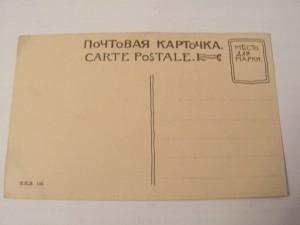 ПОЧТОВАЯ КАРТОЧКА.
CARTE POSTALE.
МѢСТО
ДЛЯ
МАРКИ.